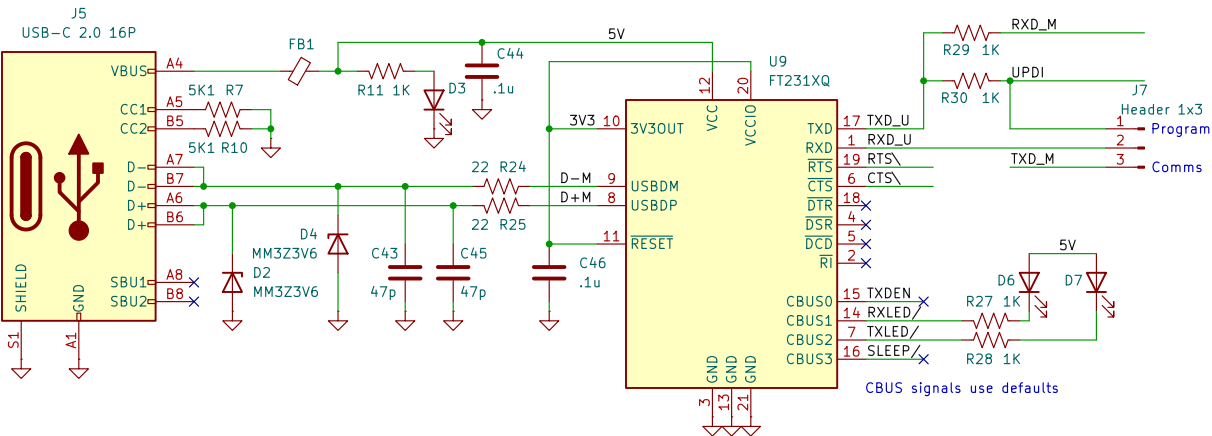 J5
USB-C 2.0 16P
VBUS A4
CC1 A5
CC2 B5
D- A7
D- B7
D+ A6
D+ B6
SBU1 A8
SBU2 B8
SHIELD
GND
S1
A1
5K1 R7
5K1 R10
FB1
R11 1K
D3
C44
.1u
5V
22 R24
22 R25
D-M
D+M
D4
MM3Z3V6
D2
MM3Z3V6
C43
47p
C45
47p
C46
.1u
3V3
U9
FT231XQ
12
20
VCC
VCCIO
10 3V3OUT
9 USBDM
8 USBDP
11 RESET
TXD 17 TXD_U
RXD 1 RXD_U
RTS 19 RTS\
CTS 6 CTS\
DTR 18
DSR 4
DCD 5
RI 2
CBUS0 15 TXDEN
CBUS1 14 RXLED/
CBUS2 7 TXLED/
CBUS3 16 SLEEP/
GND GND GND
3 13 21
RXD_M
R29 1K
UPDI
R30 1K
J7
Header 1x3
1 Program
2
TXD_M
3 Comms
5V
D6
D7
R27 1K
R28 1K
CBUS signals use defaults